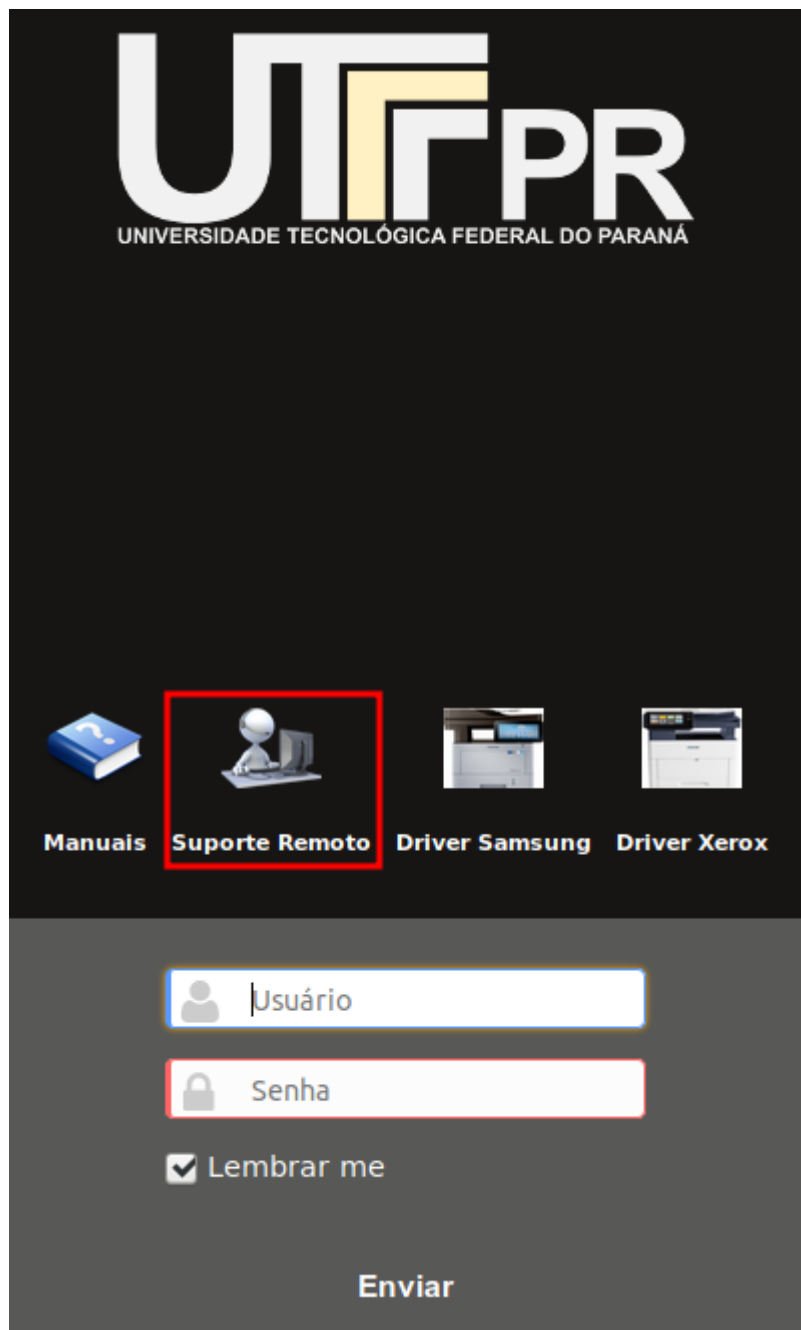 UTFPR
UNIVERSIDADE TECNOLÓGICA FEDERAL DO PARANÁ
Manuais Suporte Remoto Driver Samsung Driver Xerox
Usuário
Senha
Lembrar me
Enviar